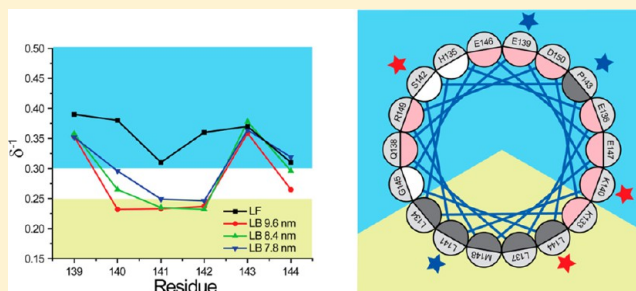 0.50
0.45
0.40
0.35
0.30
0.25
0.20
0.15
δ⁻¹
LF
LB 9.6 nm
LB 8.4 nm
LB 7.8 nm
139 140 141 142 143 144
Residue
E146
E139
D150
P143
E136
E147
K140
K133
L144
L137
M148
L141
L134
G145
Q138
R149
S142
H135